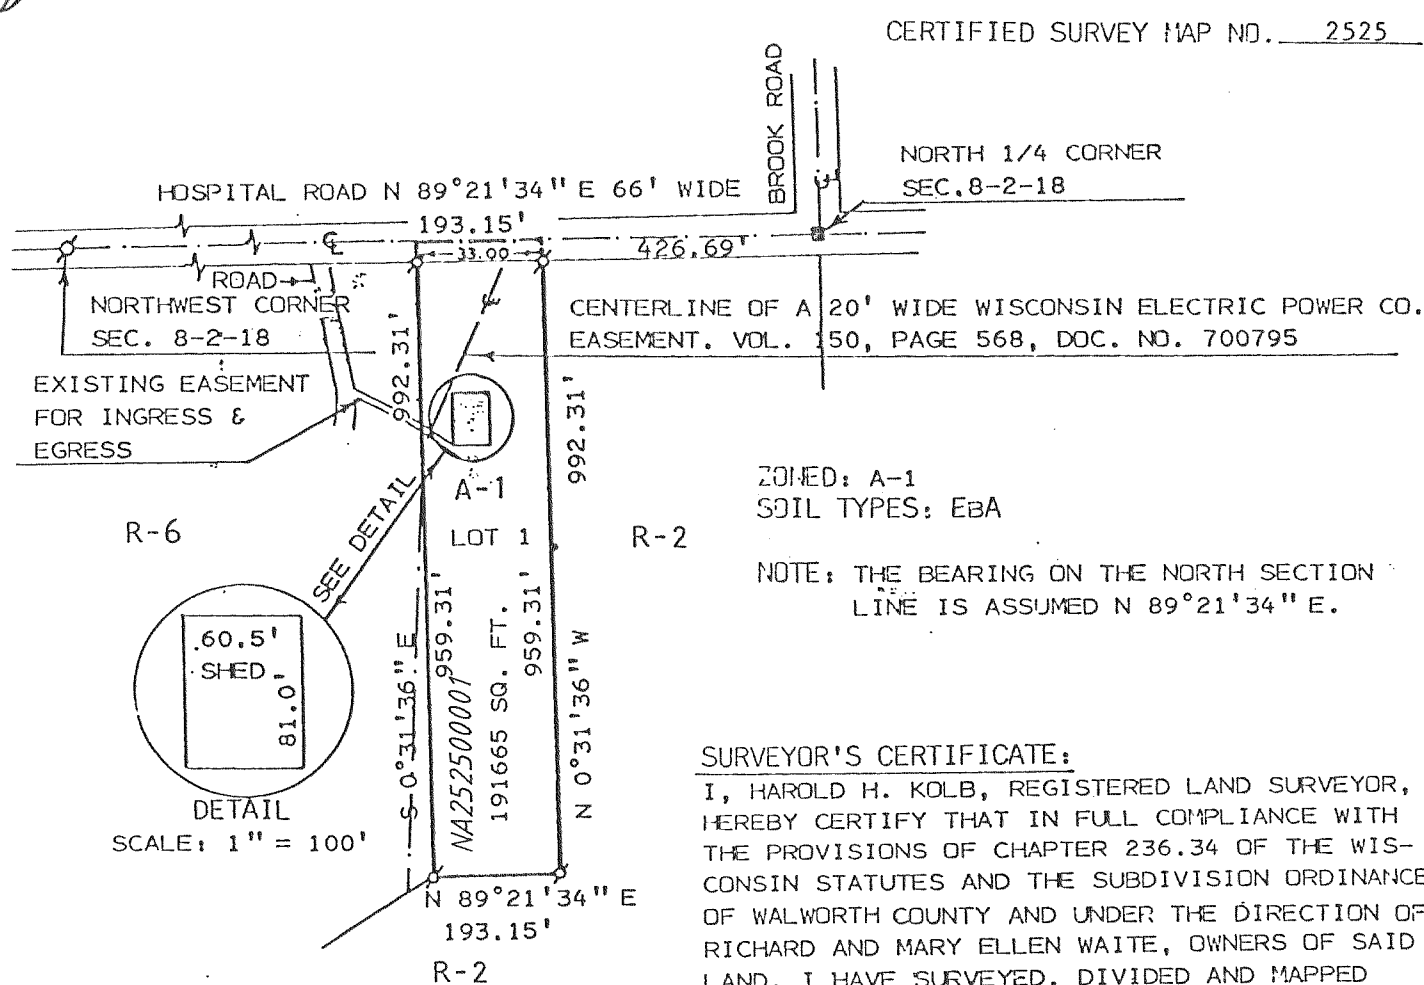 CERTIFIED SURVEY MAP NO. 2525
BROOK ROAD
NORTH 1/4 CORNER
SEC.8-2-18
HOSPITAL ROAD N 89°21'34" E 66' WIDE
193.15'
33.00
426.69'
ROAD
NORTHWEST CORNER
SEC. 8-2-18
CENTERLINE OF A 20' WIDE WISCONSIN ELECTRIC POWER CO.
EASEMENT. VOL. 150, PAGE 568, DOC. NO. 700795
EXISTING EASEMENT
FOR INGRESS &
EGRESS
992.31'
992.31'
A-1
LOT 1
R-6
R-2
SEE DETAIL
ZONED: A-1
SOIL TYPES: EBA
NOTE: THE BEARING ON THE NORTH SECTION
LINE IS ASSUMED N 89°21'34" E.
60.5'
SHED
81.0'
DETAIL
SCALE: 1" = 100'
S 0°31'36" E
959.31'
NA252500001
191665 SQ. FT.
959.31'
N 0°31'36" W
N 89°21'34" E
193.15'
R-2
SURVEYOR'S CERTIFICATE:
I, HAROLD H. KOLB, REGISTERED LAND SURVEYOR,
HEREBY CERTIFY THAT IN FULL COMPLIANCE WITH
THE PROVISIONS OF CHAPTER 236.34 OF THE WIS-
CONSIN STATUTES AND THE SUBDIVISION ORDINANCE
OF WALWORTH COUNTY AND UNDER THE DIRECTION OF
RICHARD AND MARY ELLEN WAITE, OWNERS OF SAID
LAND, I HAVE SURVEYED, DIVIDED AND MAPPED